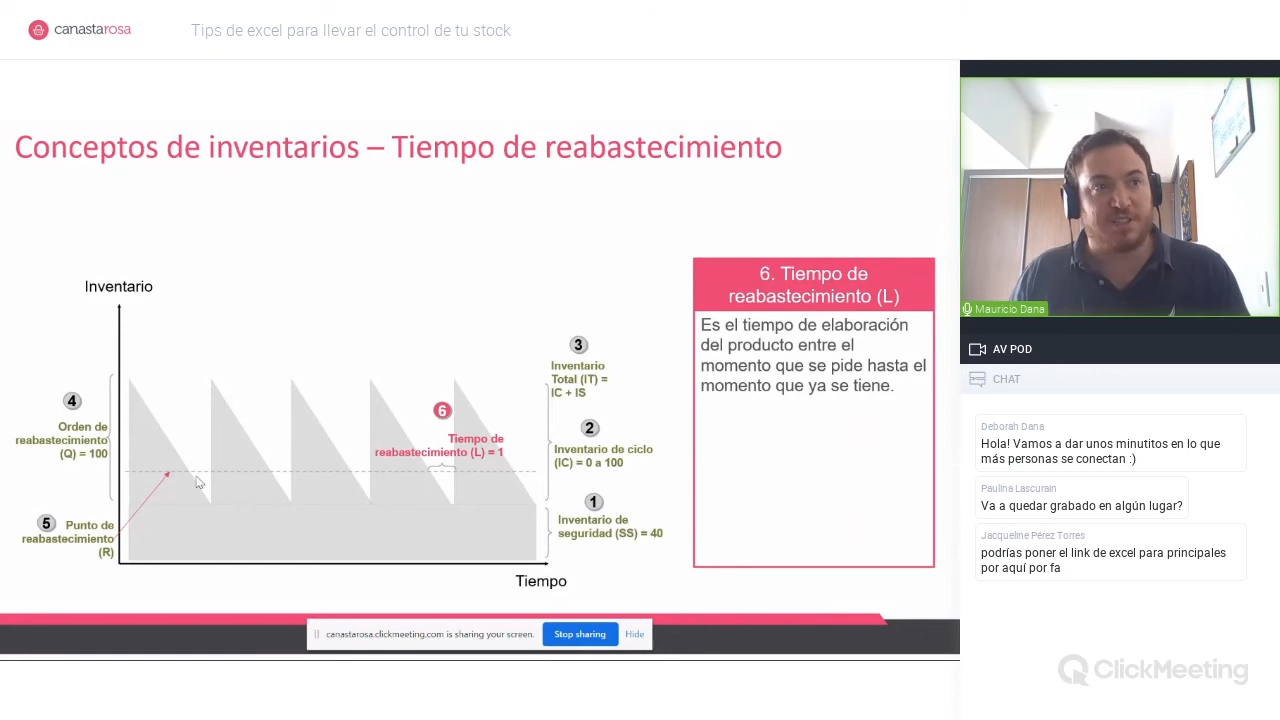 canastarosa
Tips de excel para llevar el control de tu stock
Conceptos de inventarios – Tiempo de reabastecimiento
Inventario
4
Orden de
reabastecimiento
(Q) = 100
5
Punto de
reabastecimiento
(R)
6
Tiempo de
reabastecimiento (L) = 1
3
Inventario
Total (IT) =
IC + IS
2
Inventario de ciclo
(IC) = 0 a 100
1
Inventario de
seguridad (SS) = 40
Tiempo
6. Tiempo de
reabastecimiento (L)
Es el tiempo de elaboración
del producto entre el
momento que se pide hasta el
momento que ya se tiene.
canastarosa.clickmeeting.com is sharing your screen.
Stop sharing
Hide
Mauricio Dana
AV POD
CHAT
Deborah Dana
Hola! Vamos a dar unos minutitos en lo que
más personas se conectan :)
Paulina Lascurain
Va a quedar grabado en algún lugar?
Jacqueline Pérez Torres
podrías poner el link de excel para principales
por aquí por fa
ClickMeeting